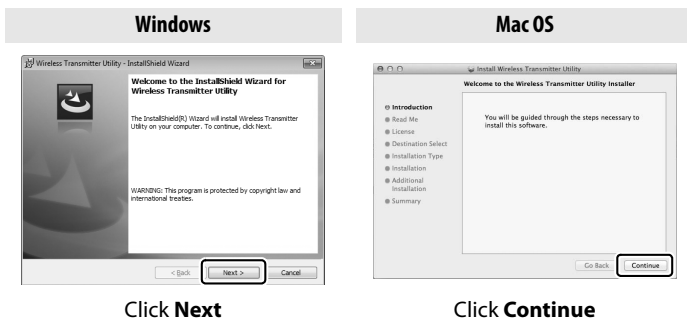 Windows
Mac OS
Wireless Transmitter Utility - InstallShield Wizard
Welcome to the InstallShield Wizard for
Wireless Transmitter Utility
The InstallShield(R) Wizard will install Wireless Transmitter
Utility on your computer. To continue, click Next.
WARNING: This program is protected by copyright law and
international treaties.
< Back
Next >
Cancel
Click Next
Install Wireless Transmitter Utility
Welcome to the Wireless Transmitter Utility Installer
Introduction
Read Me
License
Destination Select
Installation Type
Installation
Additional
Installation
Summary
You will be guided through the steps necessary to
install this software.
Go Back
Continue
Click Continue